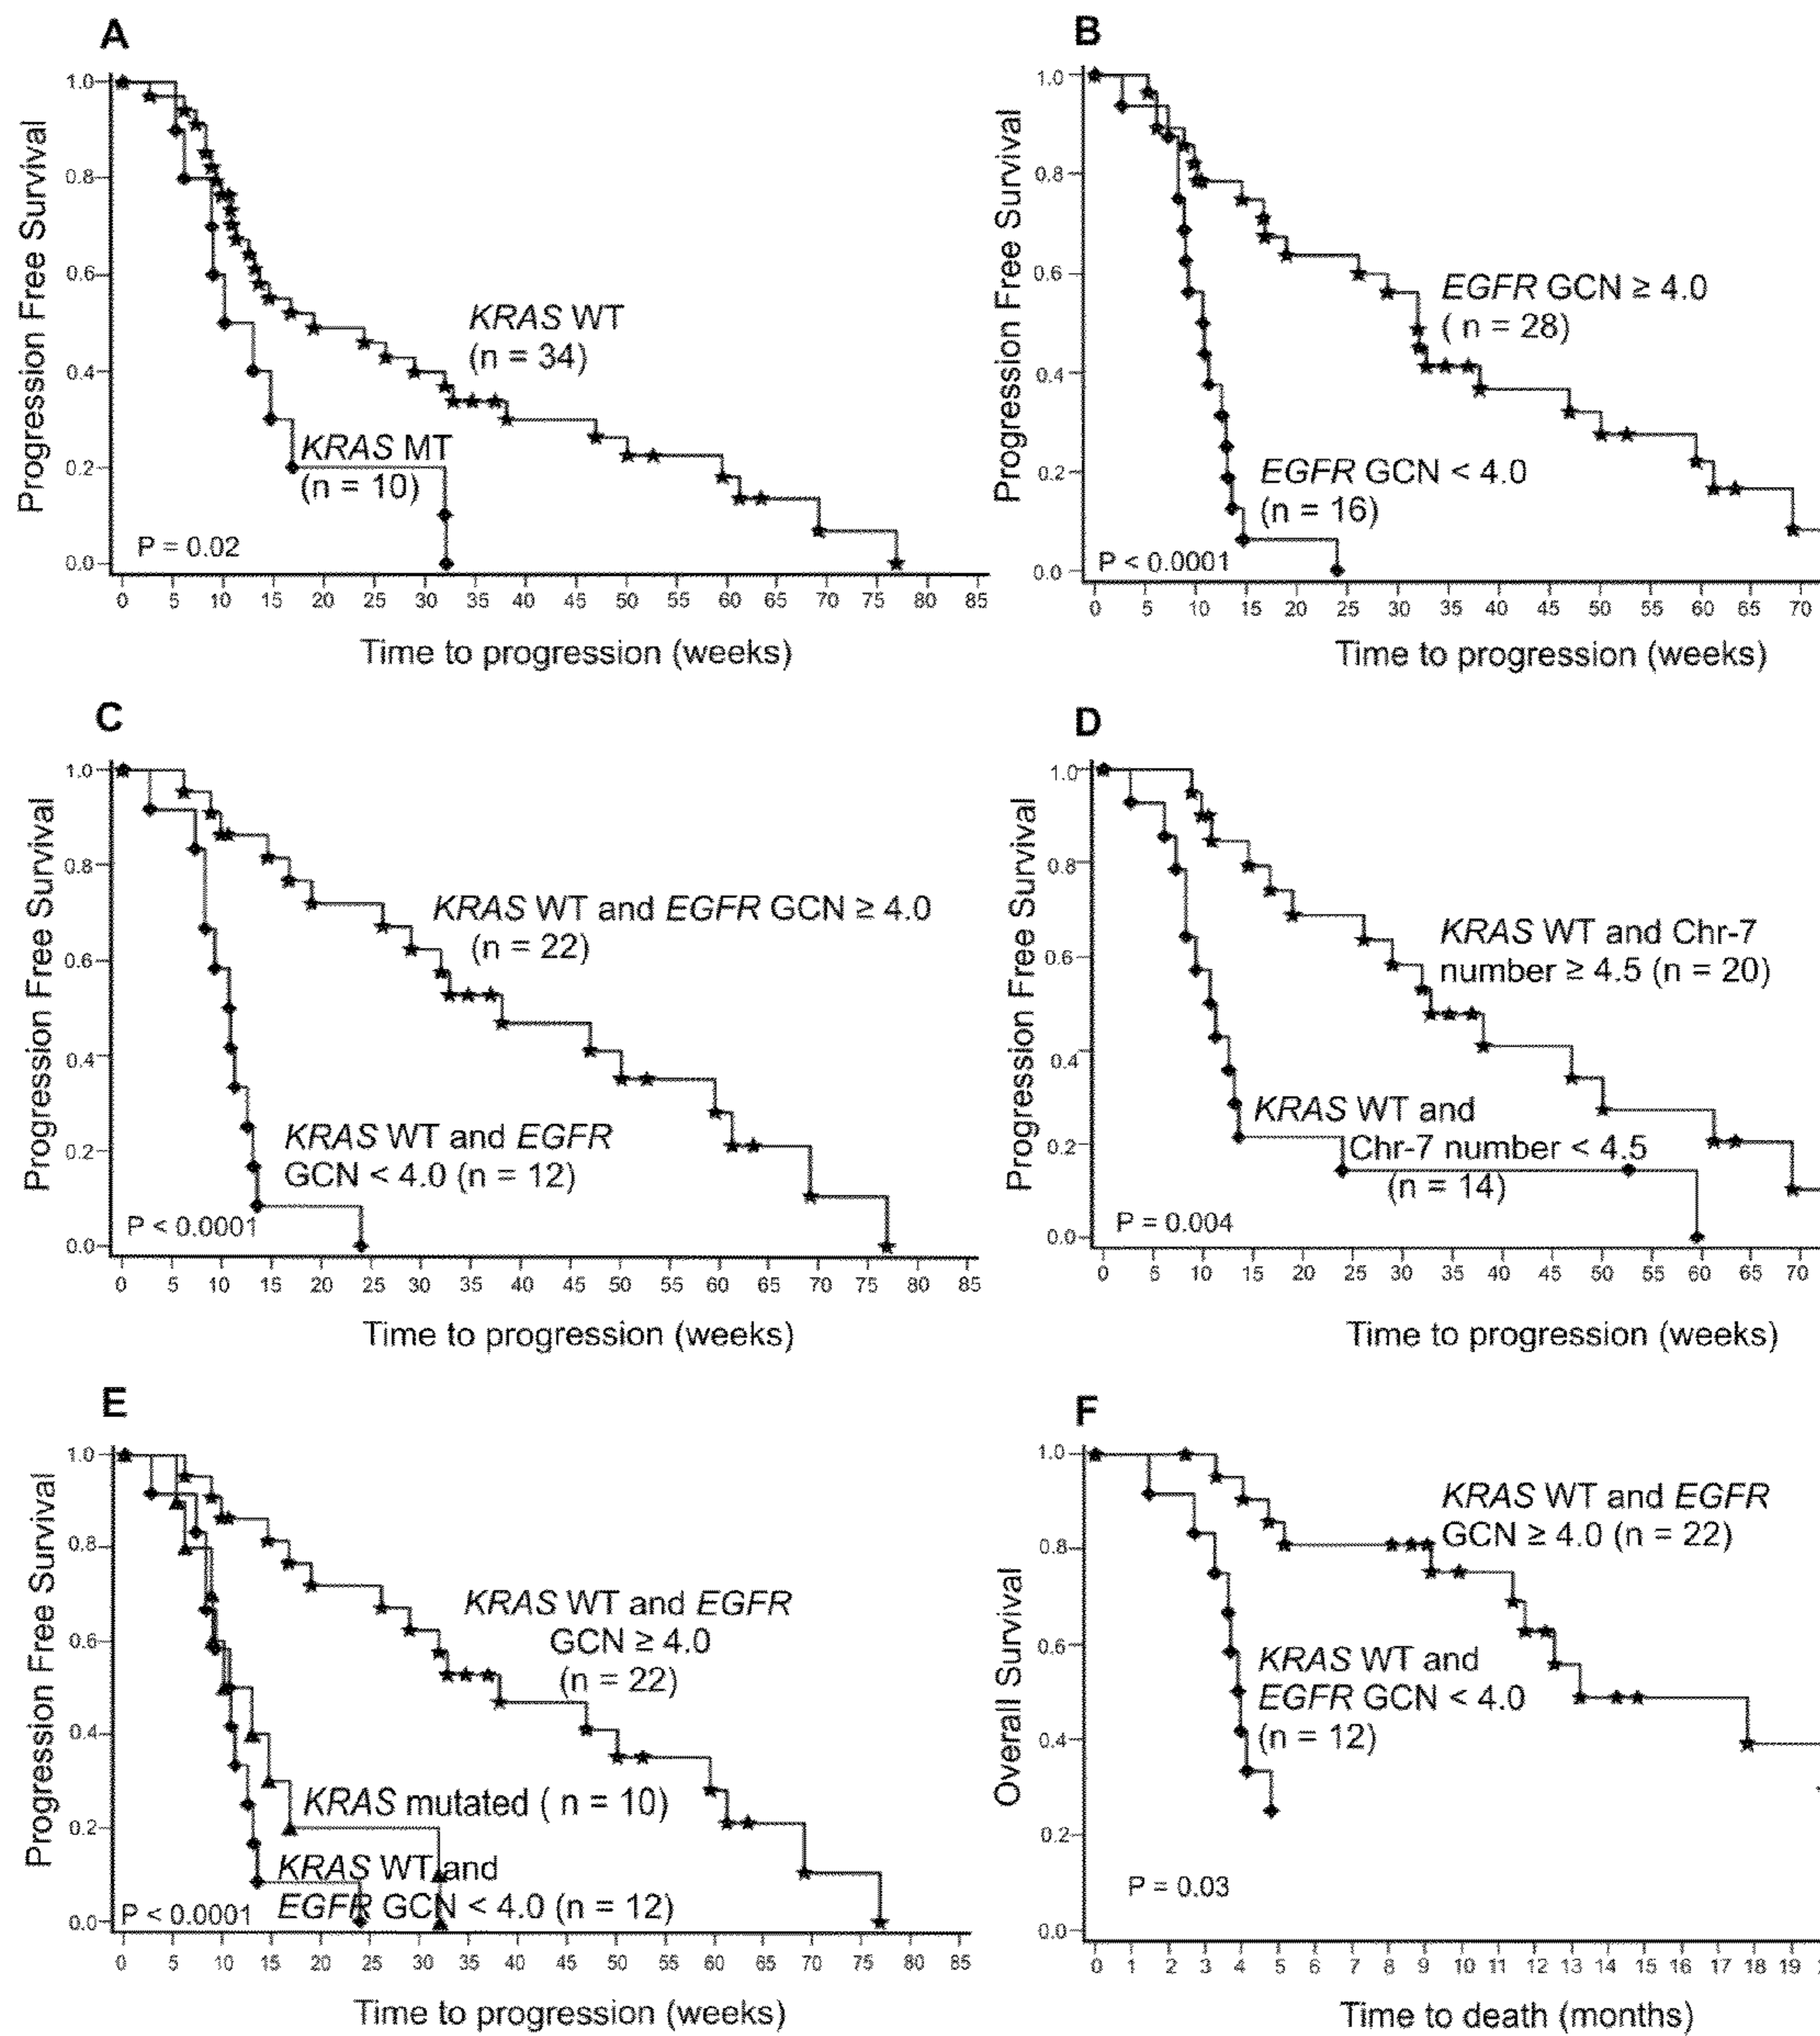 A
Progression Free Survival
1.0
0.8
0.6
0.4
0.2
0.0
KRAS WT
(n = 34)
KRAS MT
(n = 10)
P = 0.02
0 5 10 15 20 25 30 35 40 45 50 55 60 65 70 75 80 85
Time to progression (weeks)
B
Progression Free Survival
1.0
0.8
0.6
0.4
0.2
0.0
EGFR GCN ≥ 4.0
( n = 28)
EGFR GCN < 4.0
(n = 16)
P < 0.0001
0 5 10 15 20 25 30 35 40 45 50 55 60 65 70
Time to progression (weeks)
C
Progression Free Survival
1.0
0.8
0.6
0.4
0.2
0.0
KRAS WT and EGFR GCN ≥ 4.0
(n = 22)
KRAS WT and EGFR
GCN < 4.0 (n = 12)
P < 0.0001
0 5 10 15 20 25 30 35 40 45 50 55 60 65 70 75 80 85
Time to progression (weeks)
D
Progression Free Survival
1.0
0.8
0.6
0.4
0.2
0.0
KRAS WT and Chr-7
number ≥ 4.5 (n = 20)
KRAS WT and
Chr-7 number < 4.5
(n = 14)
P = 0.004
0 5 10 15 20 25 30 35 40 45 50 55 60 65 70
Time to progression (weeks)
E
Progression Free Survival
1.0
0.8
0.6
0.4
0.2
0.0
KRAS WT and EGFR
GCN ≥ 4.0
(n = 22)
KRAS mutated ( n = 10)
KRAS WT and
EGFR GCN < 4.0 (n = 12)
P < 0.0001
0 5 10 15 20 25 30 35 40 45 50 55 60 65 70 75 80 85
Time to progression (weeks)
F
Overall Survival
1.0
0.8
0.6
0.4
0.2
0.0
KRAS WT and EGFR
GCN ≥ 4.0 (n = 22)
KRAS WT and
EGFR GCN < 4.0
(n = 12)
P = 0.03
0 1 2 3 4 5 6 7 8 9 10 11 12 13 14 15 16 17 18 19
Time to death (months)